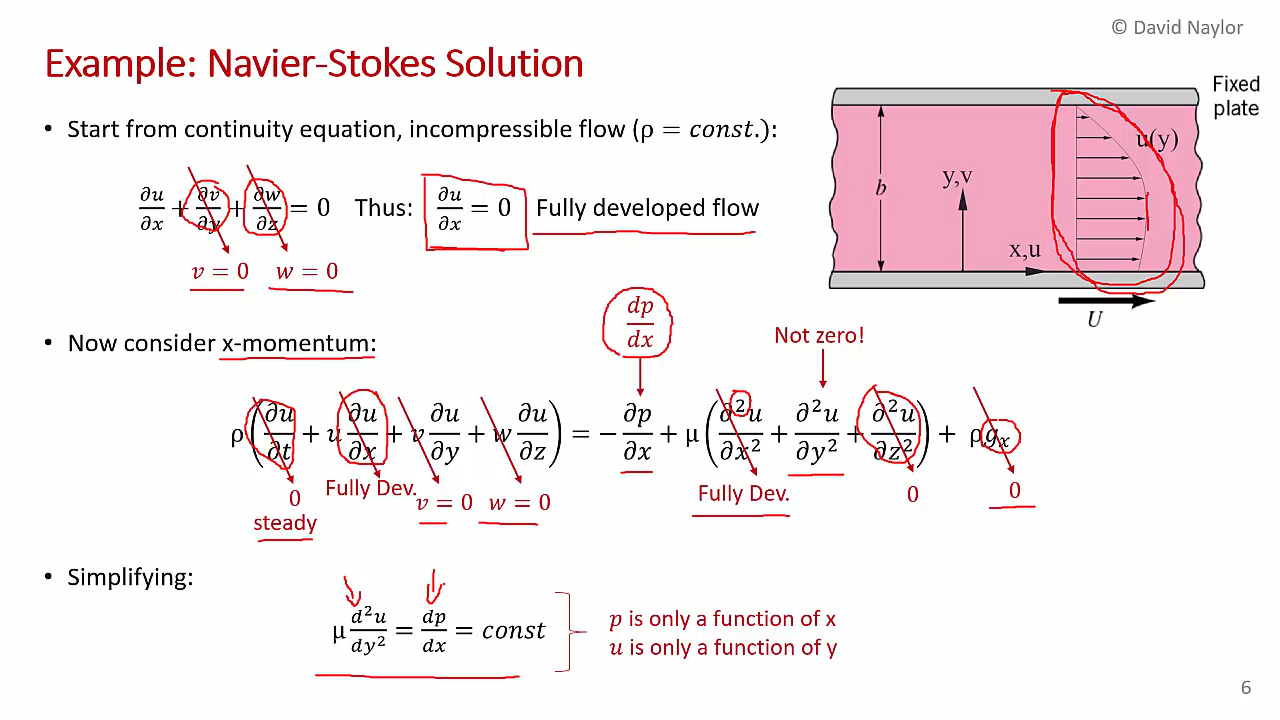 © David Naylor
Example: Navier-Stokes Solution
• Start from continuity equation, incompressible flow (ρ = const.):
∂u/∂x + ∂v/∂y + ∂w/∂z = 0 Thus: ∂u/∂x = 0 Fully developed flow
v = 0 w = 0
Fixed
plate
u(y)
b
y,v
x,u
U
dp/dx
Not zero!
• Now consider x-momentum:
ρ(∂u/∂t + u ∂u/∂x + v ∂u/∂y + w ∂u/∂z) = −∂p/∂x + μ(∂²u/∂x² + ∂²u/∂y² + ∂²u/∂z²) + ρgₓ
0
steady
Fully Dev.
v = 0 w = 0
Fully Dev.
0
0
• Simplifying:
μ d²u/dy² = dp/dx = const
p is only a function of x
u is only a function of y
6